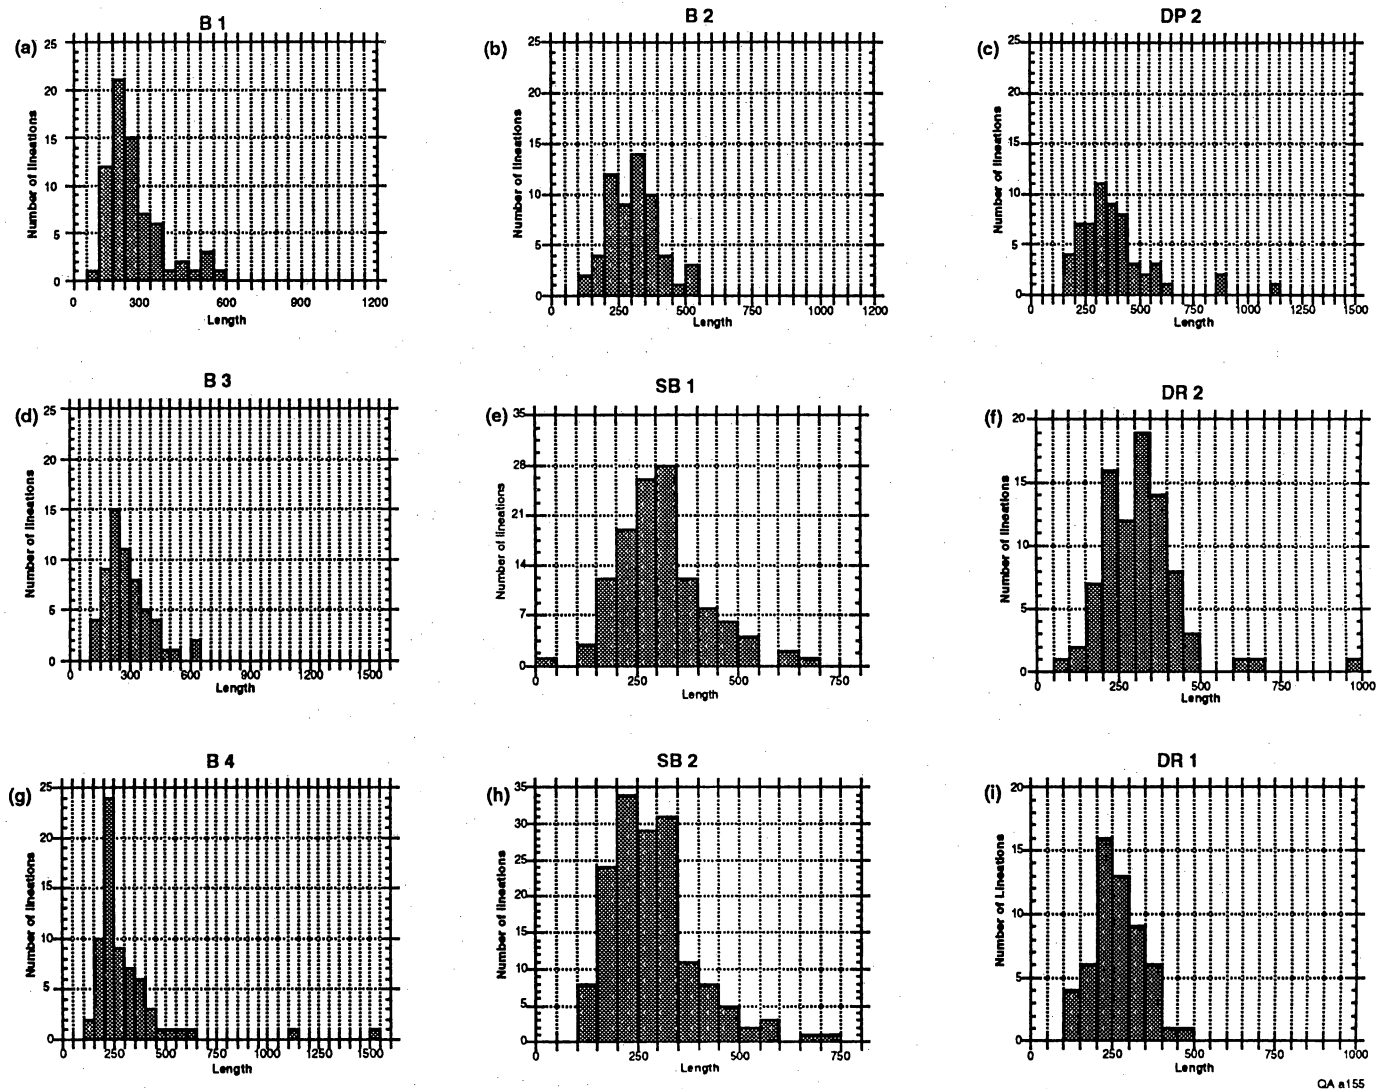 B 1
(a)
25
20
15
10
5
0
Number of lineations
0 300 600 900 1200
Length
B 2
(b)
25
20
15
10
5
0
Number of lineations
0 250 500 750 1000 1200
Length
DP 2
(c)
25
20
15
10
5
0
Number of lineations
0 250 500 750 1000 1250 1500
Length
B 3
(d)
25
20
15
10
5
0
Number of lineations
0 300 600 900 1200 1500
Length
SB 1
(e)
35
28
21
14
7
0
Number of lineations
0 250 500 750
Length
DR 2
(f)
20
15
10
5
0
Number of lineations
0 250 500 750 1000
Length
B 4
(g)
25
20
15
10
5
0
Number of lineations
0 250 500 750 1000 1250 1500
Length
SB 2
(h)
35
30
25
20
15
10
5
0
Number of lineations
0 250 500 750
Length
DR 1
(i)
20
15
10
5
0
Number of Lineations
0 250 500 750 1000
Length
QA a155